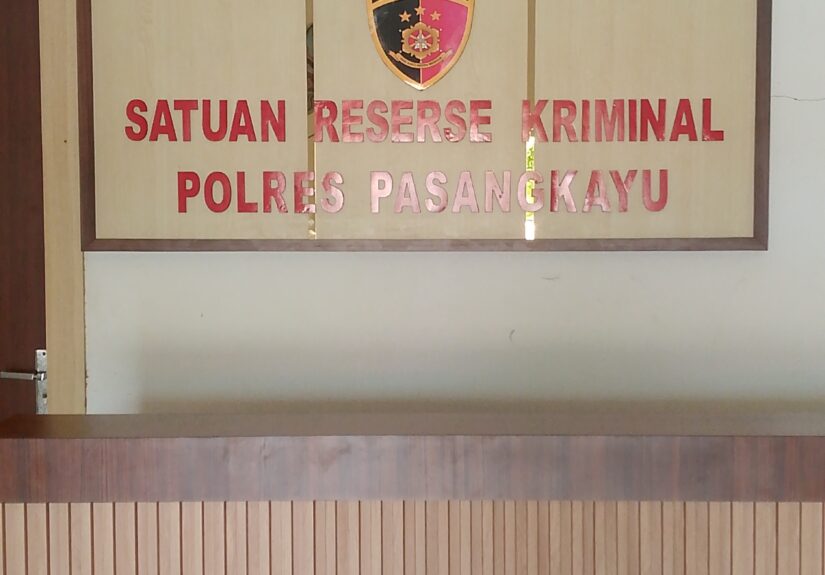 SATUAN RESERSE KRIMINAL
POLRES PASANGKAYU